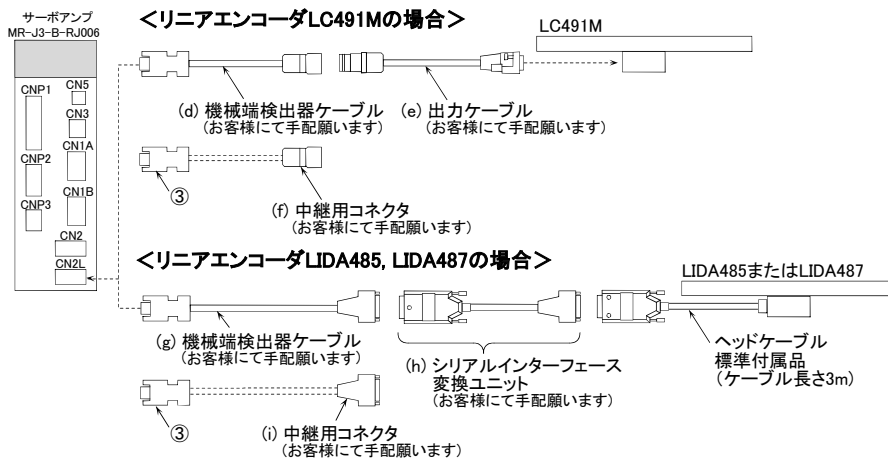 サーボアンプ
MR-J3-B-RJ006
CNP1
CN5
CN3
CN1A
CNP2
CN1B
CNP3
CN2
CN2L
<リニアエンコーダLC491Mの場合>
LC491M
(d) 機械端検出器ケーブル
(お客様にて手配願います)
(e) 出力ケーブル
(お客様にて手配願います)
③
(f) 中継用コネクタ
(お客様にて手配願います)
<リニアエンコーダLIDA485, LIDA487の場合>
LIDA485またはLIDA487
(g) 機械端検出器ケーブル
(お客様にて手配願います)
(h) シリアルインターフェース
変換ユニット
(お客様にて手配願います)
ヘッドケーブル
標準付属品
(ケーブル長さ3m)
③
(i) 中継用コネクタ
(お客様にて手配願います)